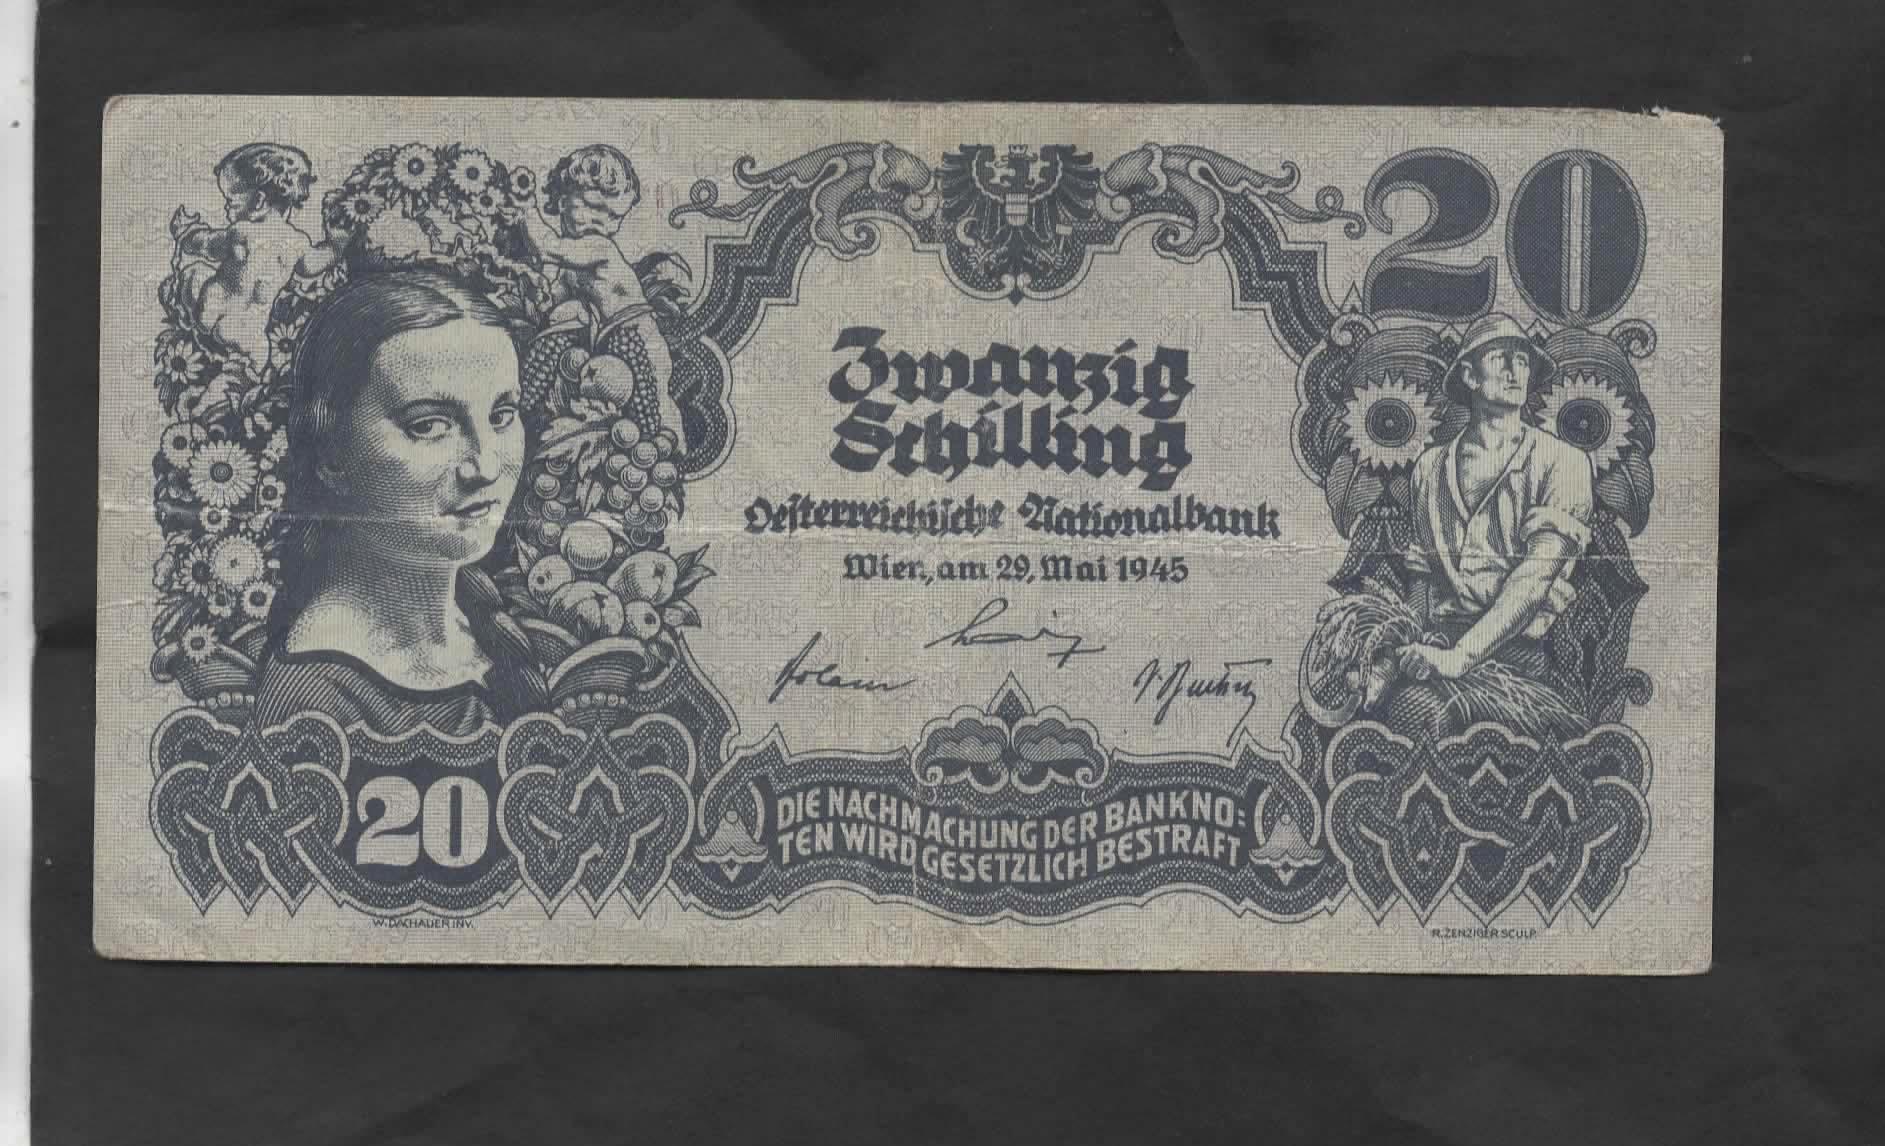 20
Zwanzig
Schilling
Oesterreichische Nationalbank
Wien, am 29. Mai 1945
20
DIE NACHMACHUNG DER BANKNO=
TEN WIRD GESETZLICH BESTRAFT
W. DACHAUER INV.
R. ZENZIGER SCULP.